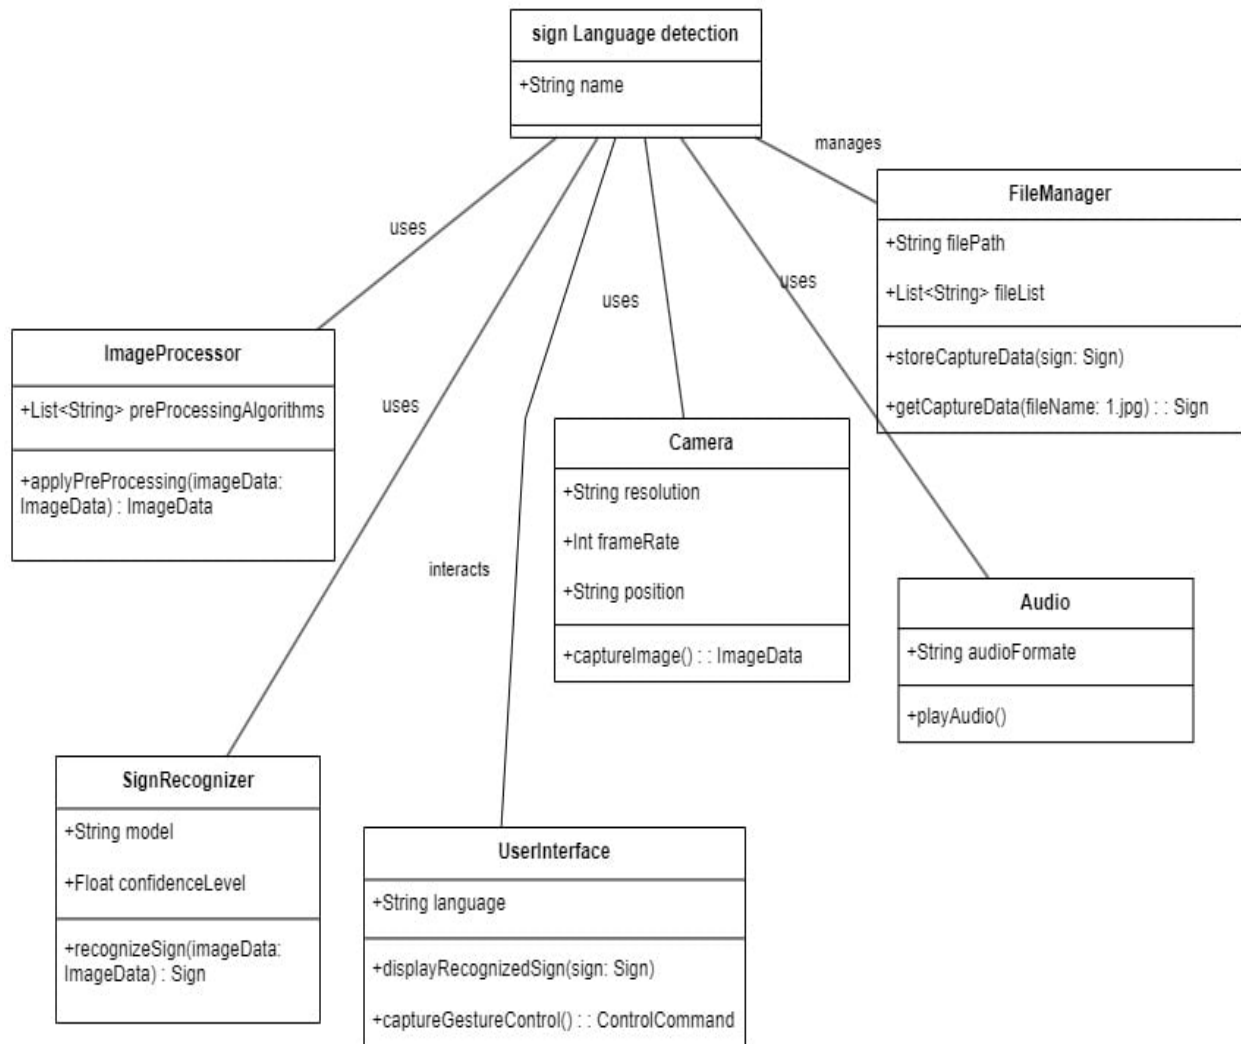 sign Language detection
+String name
manages
FileManager
+String filePath
+List<String> fileList
+storeCaptureData(sign: Sign)
+getCaptureData(fileName: 1.jpg) : : Sign
uses
uses
uses
uses
ImageProcessor
+List<String> preProcessingAlgorithms
+applyPreProcessing(imageData:
ImageData) : ImageData
Camera
+String resolution
+Int frameRate
+String position
+captureImage() : : ImageData
interacts
Audio
+String audioFormate
+playAudio()
SignRecognizer
+String model
+Float confidenceLevel
+recognizeSign(imageData:
ImageData) : Sign
UserInterface
+String language
+displayRecognizedSign(sign: Sign)
+captureGestureControl() : : ControlCommand